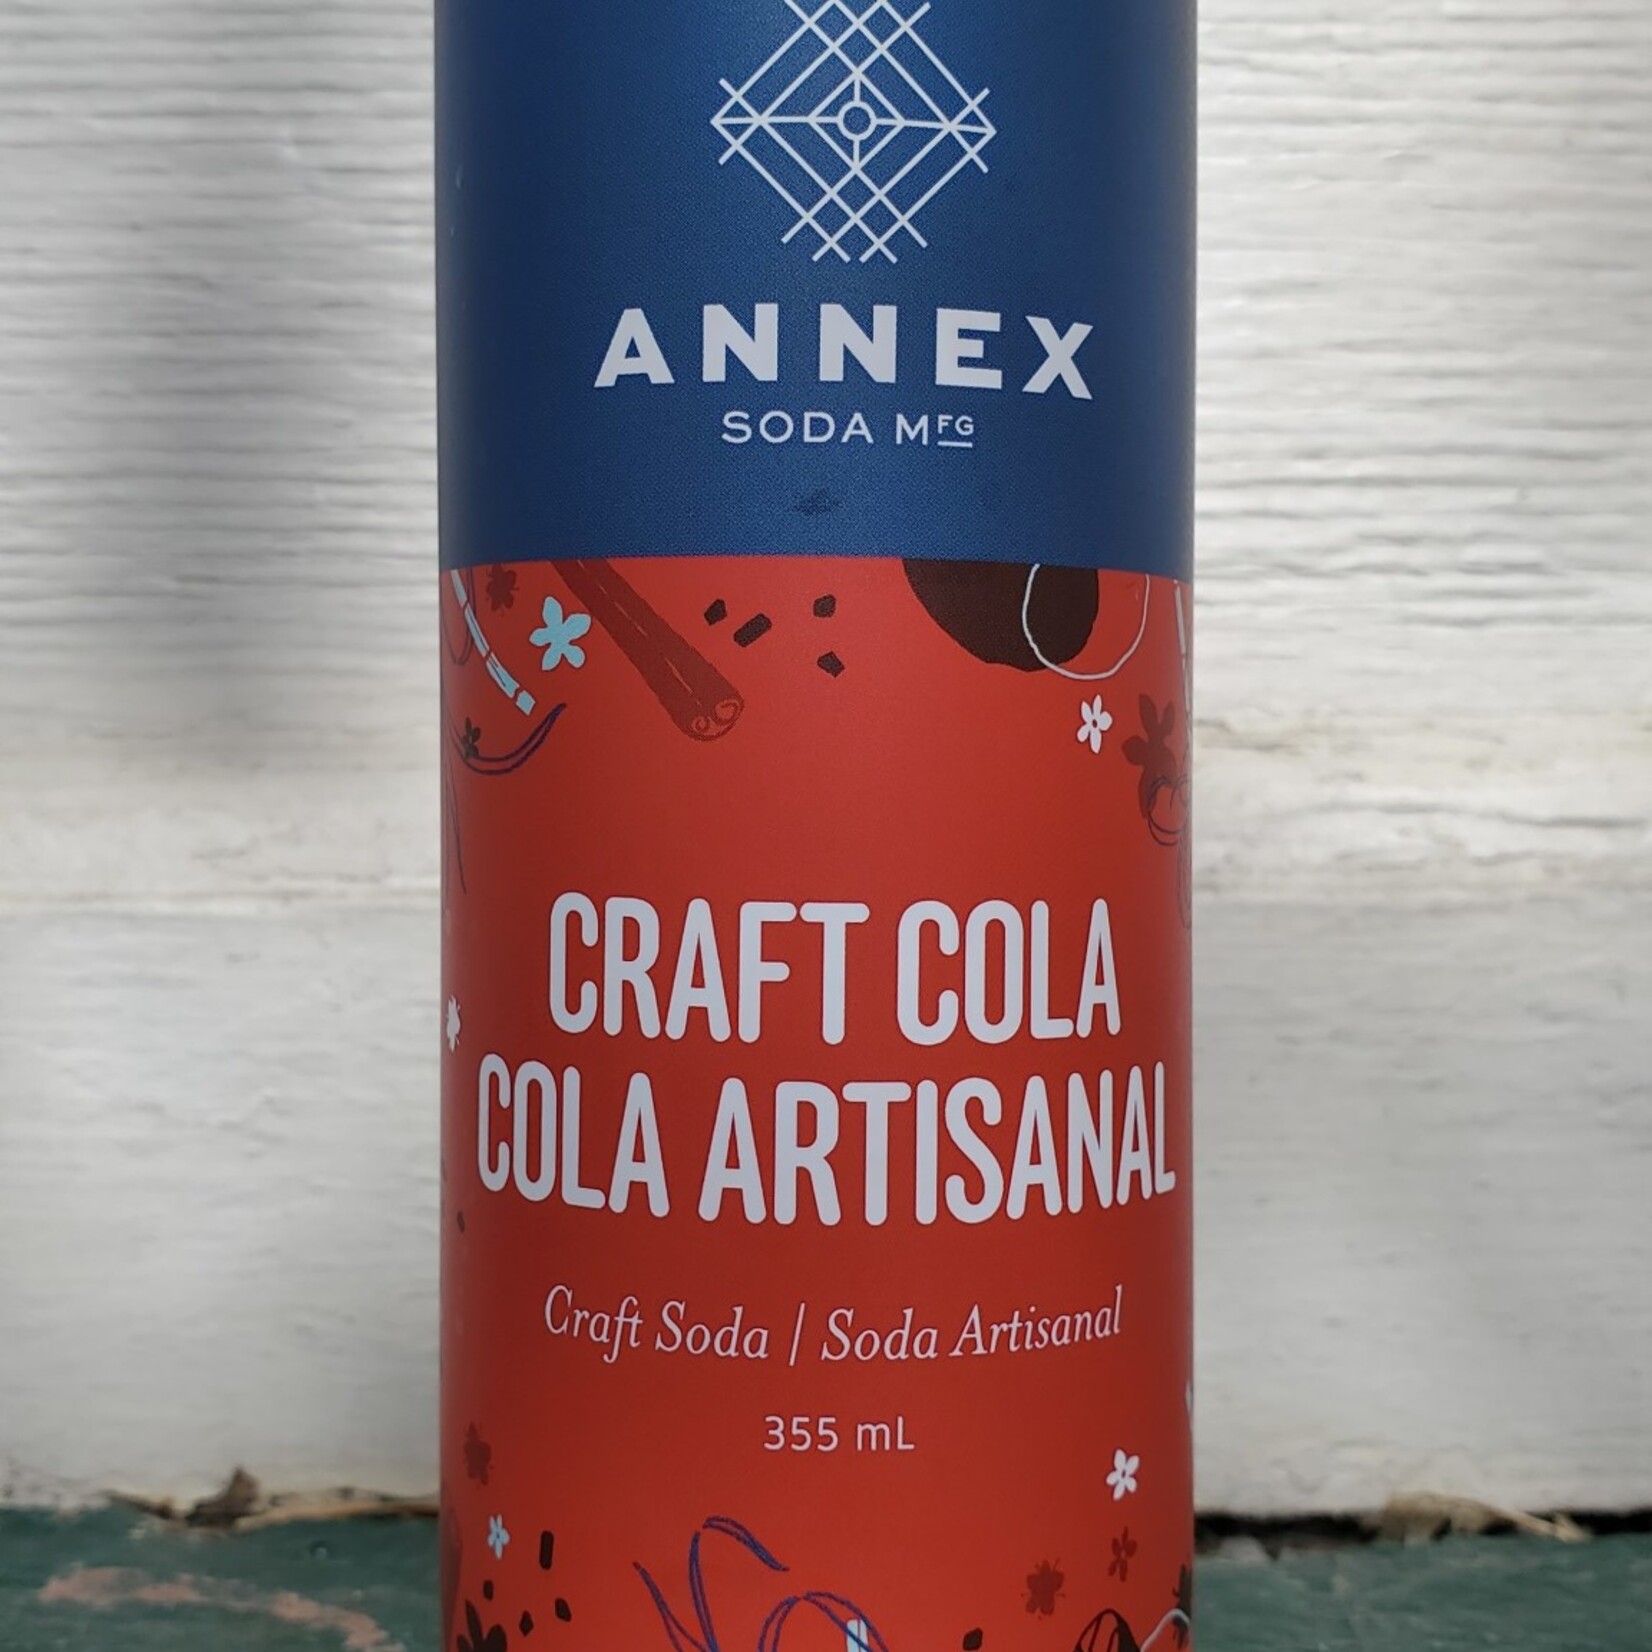 ANNEX
SODA MFG
CRAFT COLA
COLA ARTISANAL
Craft Soda / Soda Artisanal
355 mL